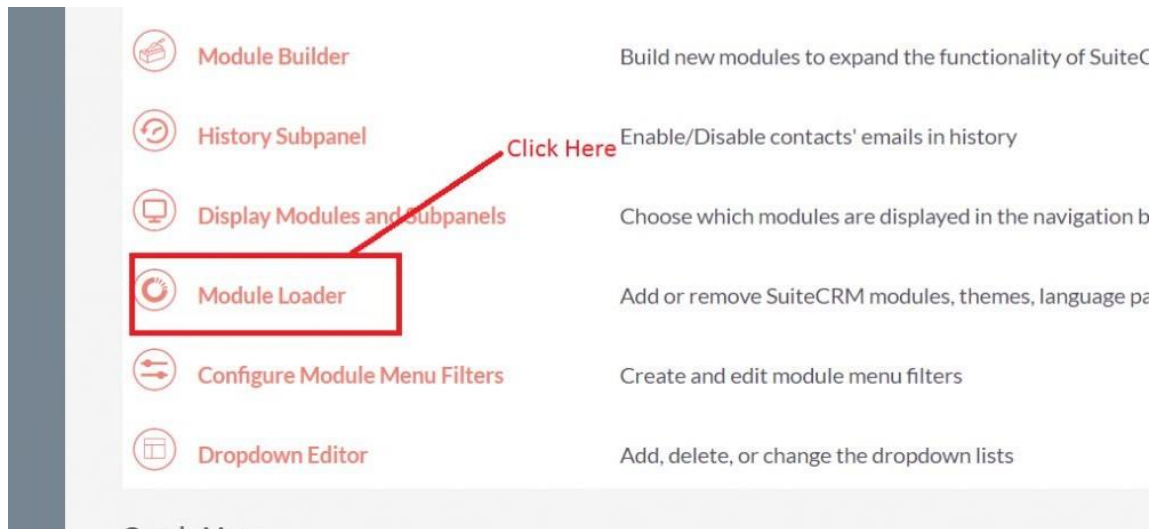 Module Builder
Build new modules to expand the functionality of SuiteC
History Subpanel
Click Here
Enable/Disable contacts' emails in history
Display Modules and Subpanels
Choose which modules are displayed in the navigation b
Module Loader
Add or remove SuiteCRM modules, themes, language pa
Configure Module Menu Filters
Create and edit module menu filters
Dropdown Editor
Add, delete, or change the dropdown lists